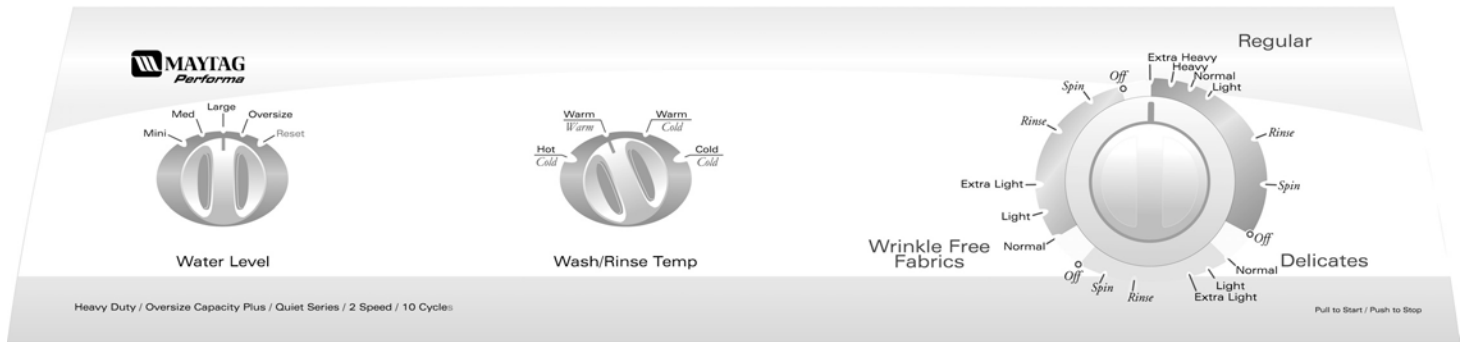 MAYTAG
Performa
Mini
Med
Large
Oversize
Reset
Water Level
Hot
Cold
Warm
Warm
Warm
Cold
Cold
Cold
Wash/Rinse Temp
Regular
Extra Heavy
Heavy
Normal
Light
Rinse
Spin
Off
Delicates
Normal
Light
Extra Light
Rinse
Spin
Off
Wrinkle Free
Fabrics
Normal
Light
Extra Light
Rinse
Spin
Off
Heavy Duty / Oversize Capacity Plus / Quiet Series / 2 Speed / 10 Cycles
Pull to Start / Push to Stop